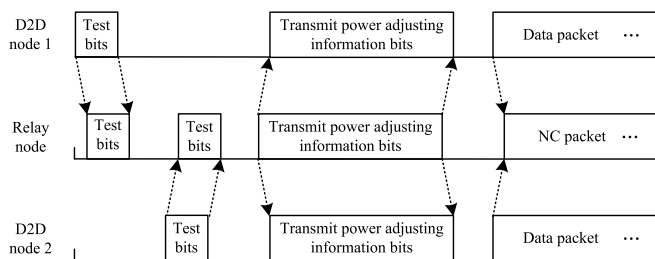 D2D
node 1
Test
bits
Transmit power adjusting
information bits
Data packet ...
Relay
node
Test
bits
Test
bits
Transmit power adjusting
information bits
NC packet ...
D2D
node 2
Test
bits
Transmit power adjusting
information bits
Data packet ...